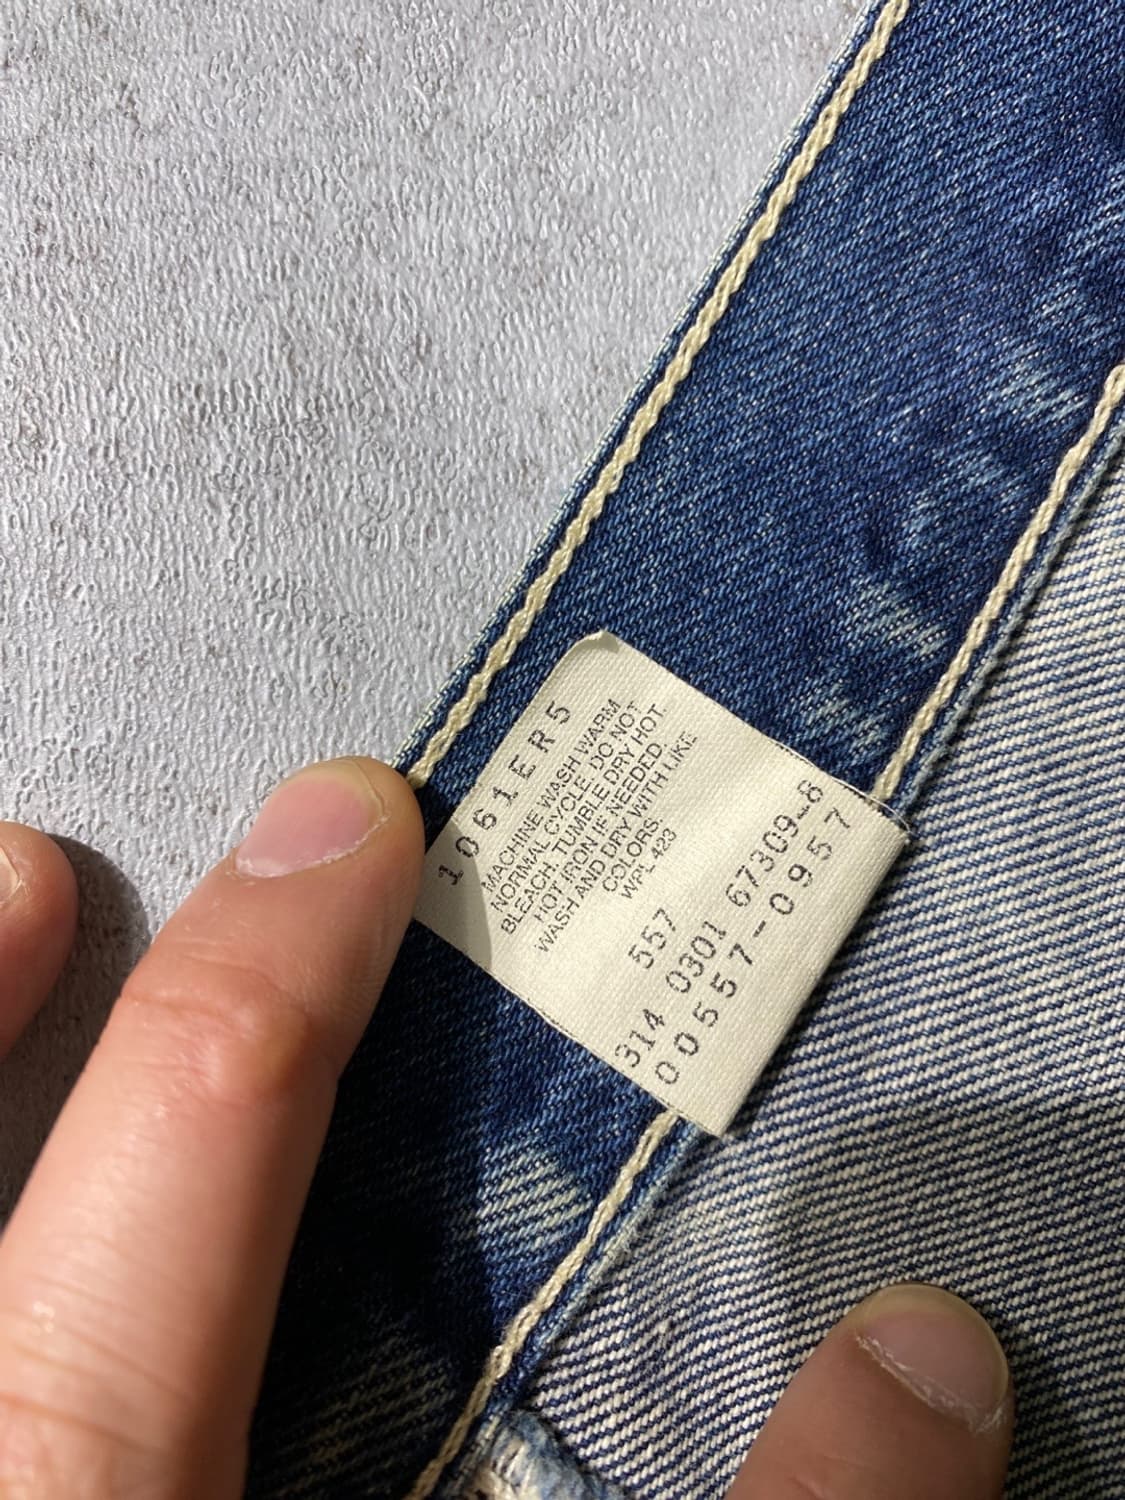 1061ER5
MACHINE WASH WARM
NORMAL CYCLE. DO NOT
BLEACH. TUMBLE DRY HOT.
HOT IRON IF NEEDED.
WASH AND DRY WITH LIKE
COLORS.
WPL 423
557
314 0301 67309-6
00557-0957